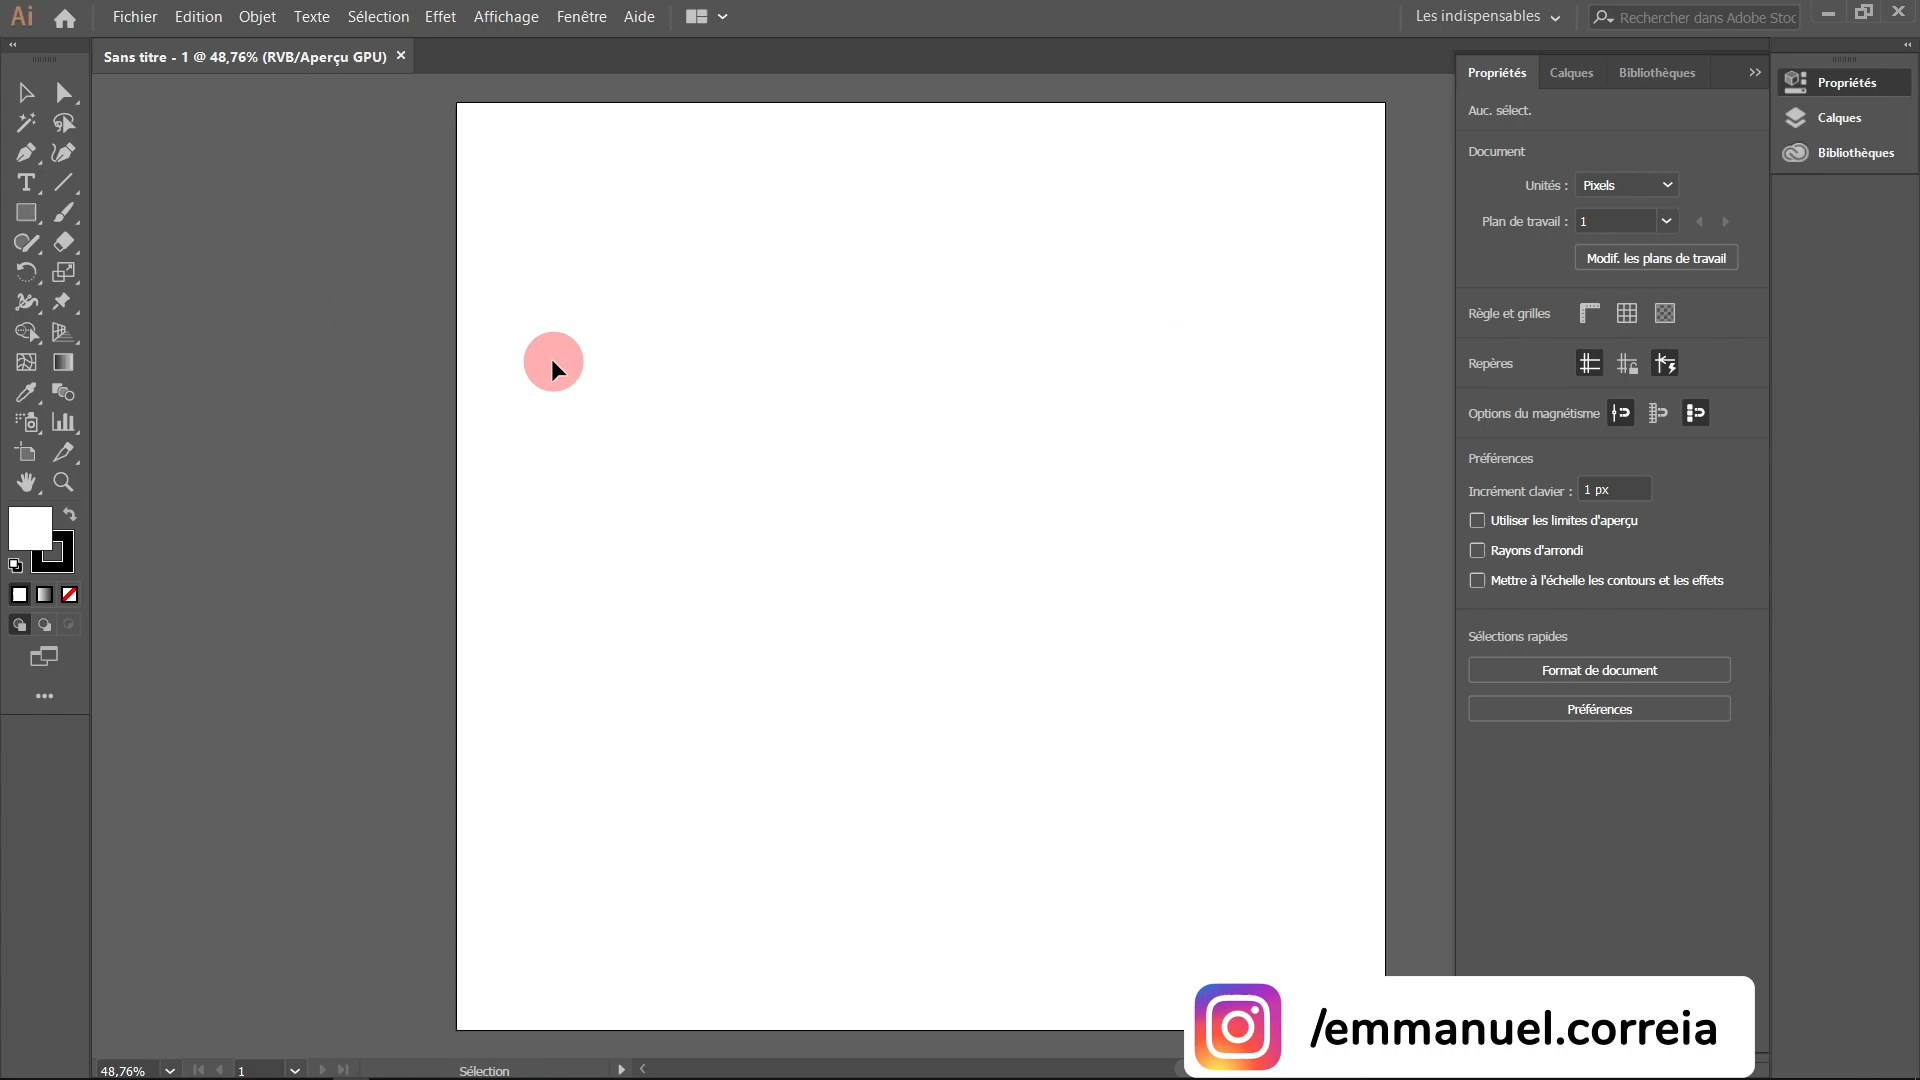 Ai
Fichier Edition Objet Texte Sélection Effet Affichage Fenêtre Aide
Les indispensables
Rechercher dans Adobe Stoc
Sans titre - 1 @ 48,76% (RVB/Aperçu GPU)
Propriétés Calques Bibliothèques
Auc. sélect.
Document
Unités : Pixels
Plan de travail : 1
Modif. les plans de travail
Règle et grilles
Repères
Options du magnétisme
Préférences
Incrément clavier : 1 px
Utiliser les limites d'aperçu
Rayons d'arrondi
Mettre à l'échelle les contours et les effets
Sélections rapides
Format de document
Préférences
Propriétés
Calques
Bibliothèques
/emmanuel.correia
48,76% 1 Sélection